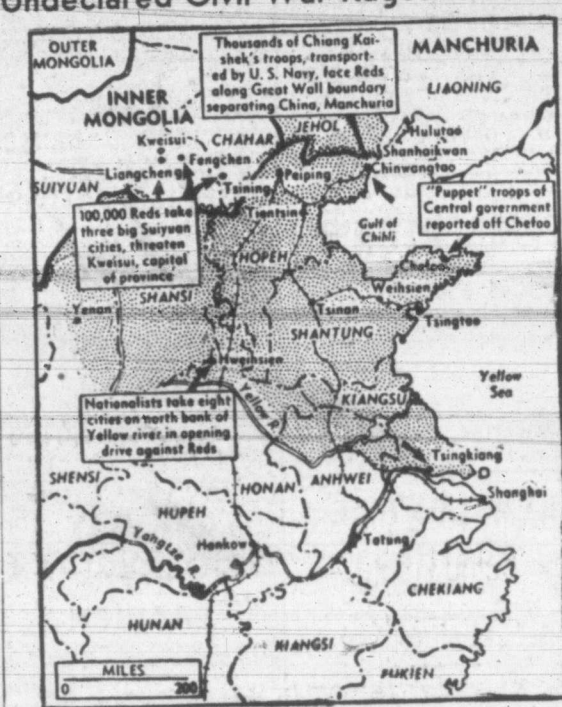 Undeclared Civil War
OUTER
MONGOLIA
Thousands of Chiang Kai-
shek's troops, transport-
ed by U. S. Navy, face Reds
along Great Wall boundary
separating China, Manchuria
MANCHURIA
LIAONING
INNER
MONGOLIA
JEHOL
CHAHAR
Hulutao
Kweisui
Fengchen
Shanhaikwan
Chinwangtao
Liangcheng
Peiping
SUIYUAN
Tsining
"Puppet" troops of
Central government
reported off Chefoo
100,000 Reds take
three big Suiyuan
cities, threaten
Kweisui, capital
of province
Tientsin
Gulf of
Chihli
HOPEH
Chefoo
Weihsien
SHANSI
Yenan
Tsinan
Tsingtao
SHANTUNG
Hweihsien
Yellow
Sea
Nationalists take eight
cities on north bank of
Yellow river in opening
drive against Reds
Yellow R.
KIANGSU
Tsingkiang
SHENSI
HONAN
ANHWEI
Shanghai
HUPEH
Yangtze R.
Hankow
Tatung
CHEKIANG
HUNAN
KIANGSI
FUKIEN
MILES
0 200